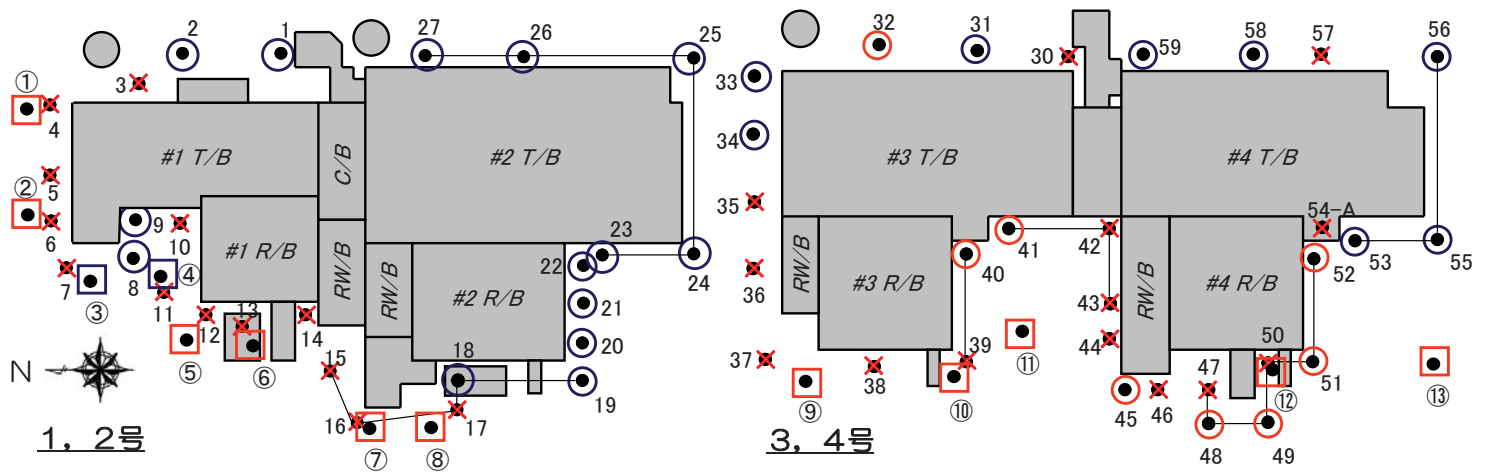 2 1 27 26 25 32 31 30 59 58 57 56
① 3 33
4 34
#1 T/B C/B #2 T/B #3 T/B #4 T/B
5 35
② 6 9 10 23 54-A
7 8 ④ #1 R/B 22 24 41 42 52 53 55
③ 11 RW/B RW/B #2 R/B 21 36 RW/B #3 R/B 40 43 RW/B #4 R/B
12 13 14 20 ⑪ 44
N ⑤ ⑥ 15 18 19 37 38 39 50 51
16 17 ⑨ ⑩ 45 46 47 ⑫ ⑬
⑦ ⑧ 48 49
1, 2号
3, 4号